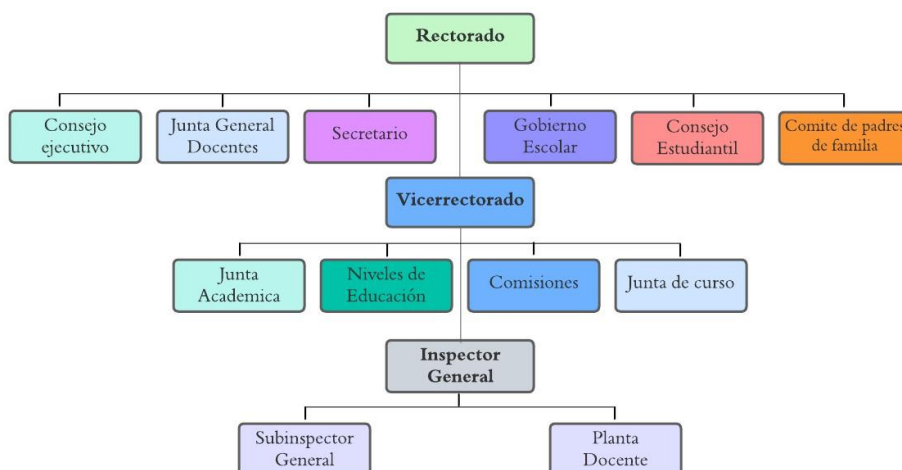 Rectorado
Consejo
ejecutivo
Junta General
Docentes
Secretario
Gobierno
Escolar
Consejo
Estudiantil
Comite de padres
de familia
Vicerrectorado
Junta
Academica
Niveles de
Educación
Comisiones
Junta de curso
Inspector
General
Subinspector
General
Planta
Docente